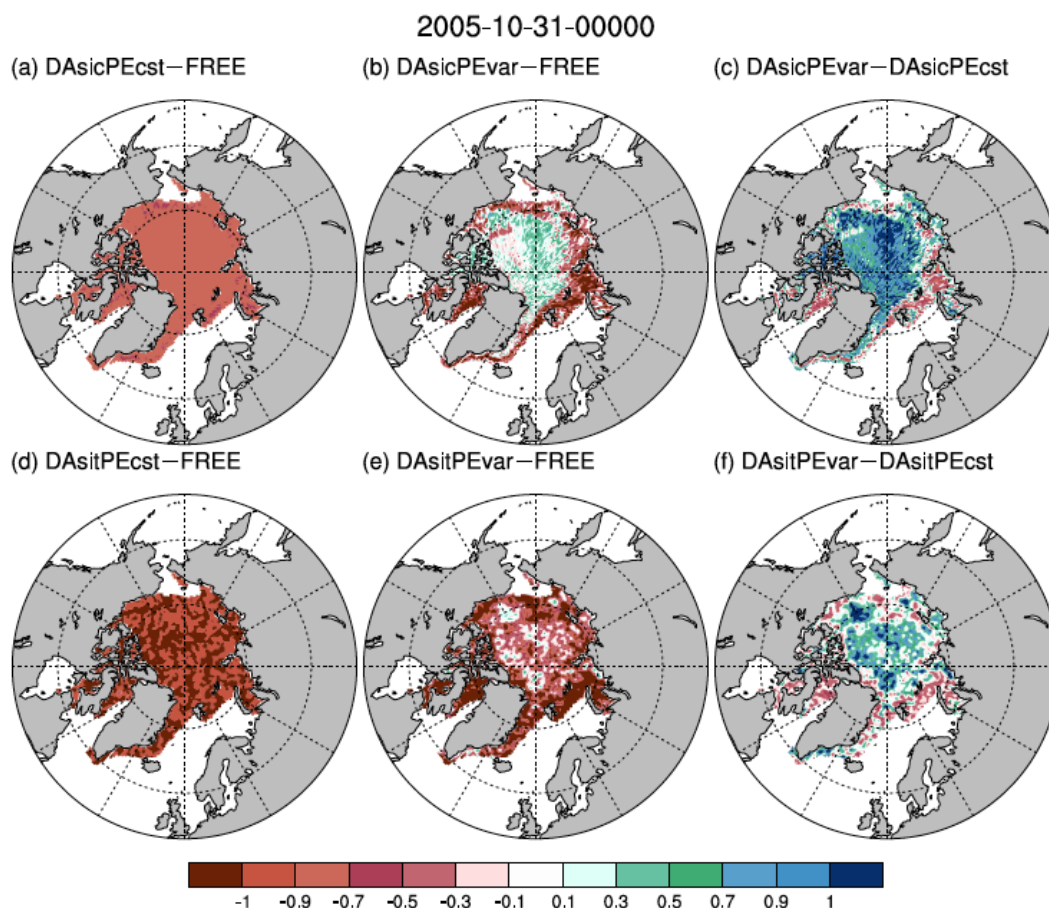 2005-10-31-00000
(a) DAsicPEcst−FREE
(b) DAsicPEvar−FREE
(c) DAsicPEvar−DAsicPEcst
(d) DAsitPEcst−FREE
(e) DAsitPEvar−FREE
(f) DAsitPEvar−DAsitPEcst
-1 -0.9 -0.7 -0.5 -0.3 -0.1 0.1 0.3 0.5 0.7 0.9 1